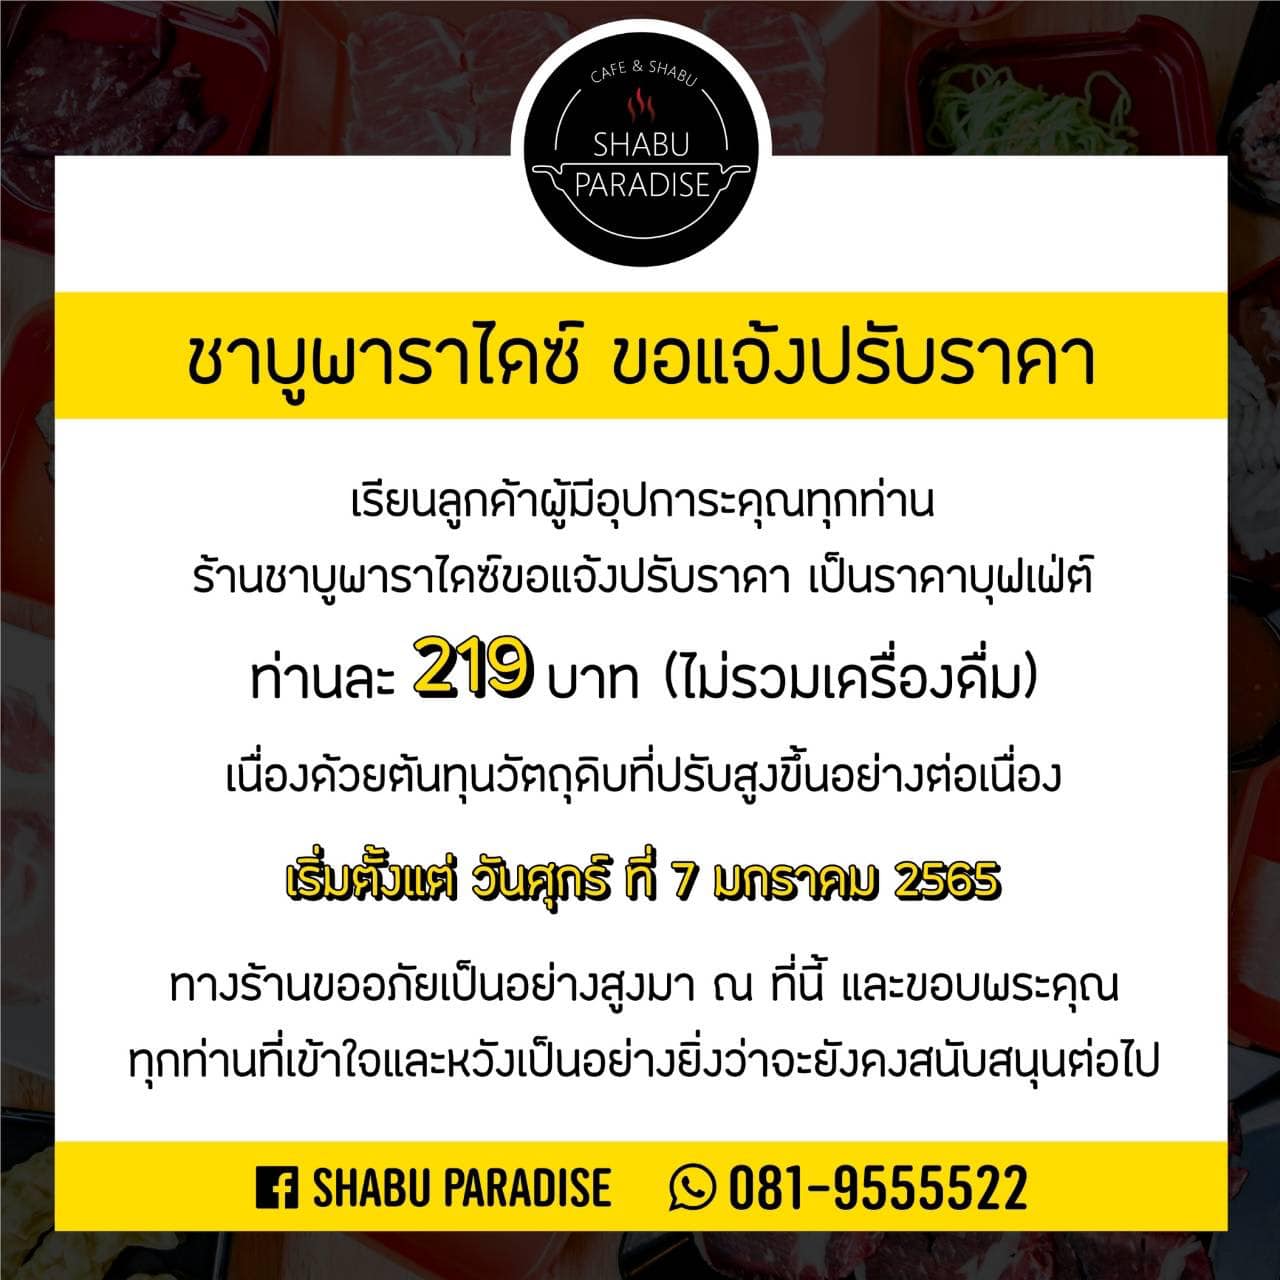 CAFE & SHABU
SHABU
PARADISE
ชาบูพาราไดซ์ ขอแจ้งปรับราคา
เรียนลูกค้าผู้มีอุปการะคุณทุกท่าน
ร้านชาบูพาราไดซ์ขอแจ้งปรับราคา เป็นราคาบุฟเฟ่ต์
ท่านละ 219 บาท (ไม่รวมเครื่องดื่ม)
เนื่องด้วยต้นทุนวัตถุดิบที่ปรับสูงขึ้นอย่างต่อเนื่อง
เริ่มตั้งแต่ วันศุกร์ ที่ 7 มกราคม 2565
ทางร้านขออภัยเป็นอย่างสูงมา ณ ที่นี้ และขอบพระคุณ
ทุกท่านที่เข้าใจและหวังเป็นอย่างยิ่งว่าจะยังคงสนับสนุนต่อไป
SHABU PARADISE 081-9555522